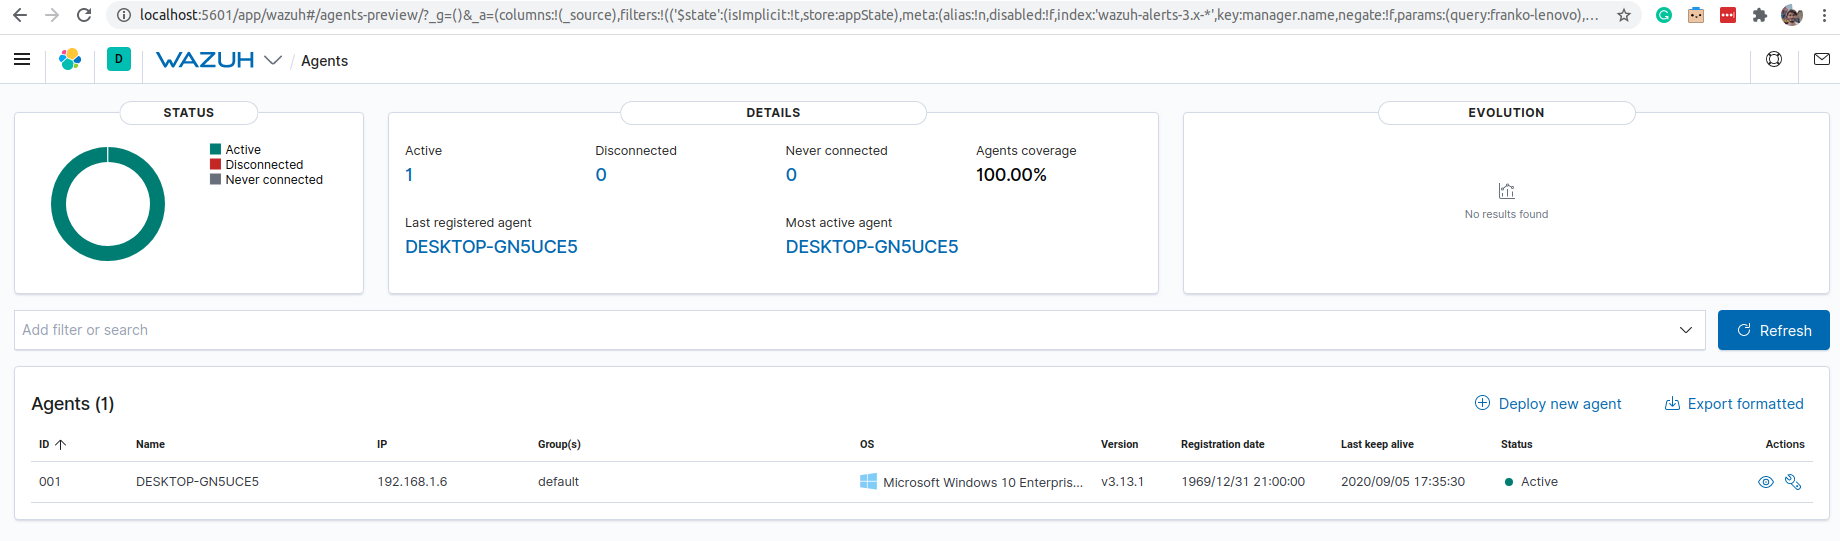 localhost:5601/app/wazuh#/agents-preview/?_g=()&_a=(columns:!(_source),filters:!(('$state':(isImplicit:!t,store:appState),meta:(alias:!n,disabled:!f,index:'wazuh-alerts-3.x-*',key:manager.name,negate:!f,params:(query:franko-lenovo),...
D WAZUH / Agents
STATUS
Active
Disconnected
Never connected
DETAILS
Active Disconnected Never connected Agents coverage
1 0 0 100.00%
Last registered agent Most active agent
DESKTOP-GN5UCE5 DESKTOP-GN5UCE5
EVOLUTION
No results found
Add filter or search
Refresh
Agents (1) Deploy new agent Export formatted
ID Name IP Group(s) OS Version Registration date Last keep alive Status Actions
001 DESKTOP-GN5UCE5 192.168.1.6 default Microsoft Windows 10 Enterpris... v3.13.1 1969/12/31 21:00:00 2020/09/05 17:35:30 Active